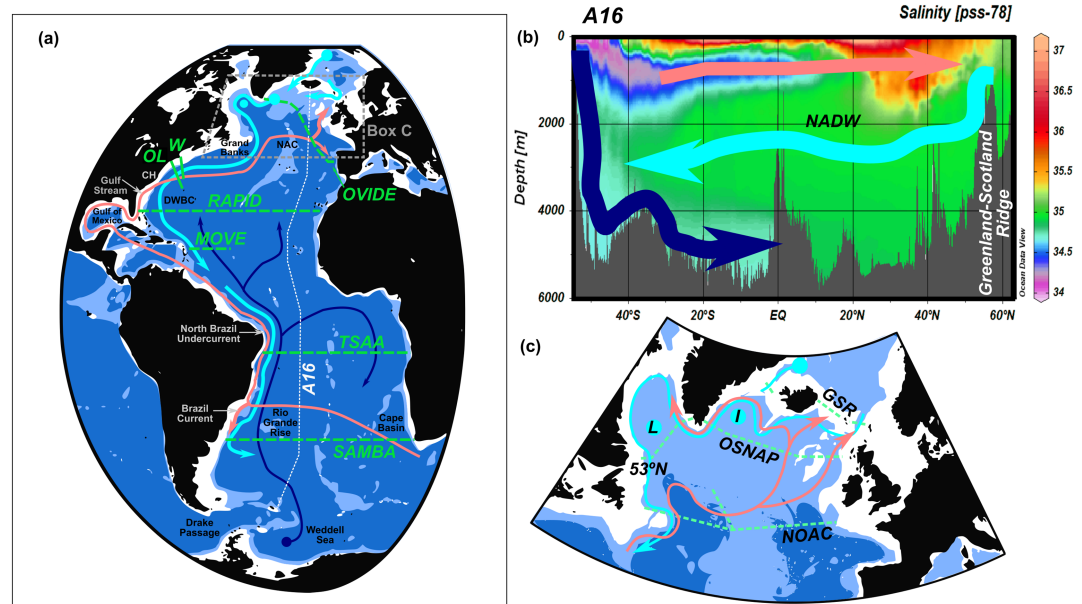 (a)
Box C
Grand
Banks
NAC
OL
W
CH
Gulf
Stream
OVIDE
DWBC
RAPID
Gulf of
Mexico
MOVE
North Brazil
Undercurrent
TSAA
A16
Brazil
Current
Rio
Grande
Rise
Cape
Basin
SAMBA
Drake
Passage
Weddell
Sea
A16
Salinity [pss-78]
(b)
Depth [m]
2000
4000
6000
NADW
Greenland-Scotland
Ridge
Ocean Data View
40°S
20°S
EQ
20°N
40°N
60°N
37
36.5
36
35.5
35
34.5
34
(c)
GSR
L
I
OSNAP
53ºN
NOAC